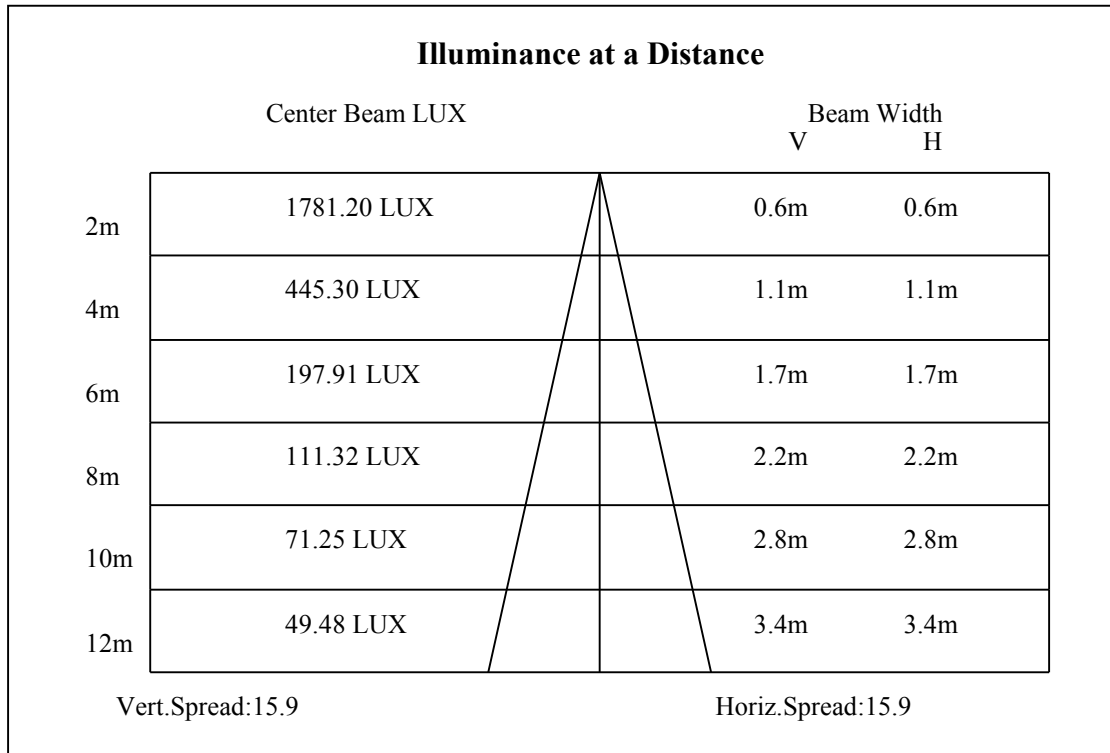 Illuminance at a Distance
Center Beam LUX Beam Width
V H
2m 1781.20 LUX 0.6m 0.6m
4m 445.30 LUX 1.1m 1.1m
6m 197.91 LUX 1.7m 1.7m
8m 111.32 LUX 2.2m 2.2m
10m 71.25 LUX 2.8m 2.8m
12m 49.48 LUX 3.4m 3.4m
Vert.Spread:15.9 Horiz.Spread:15.9